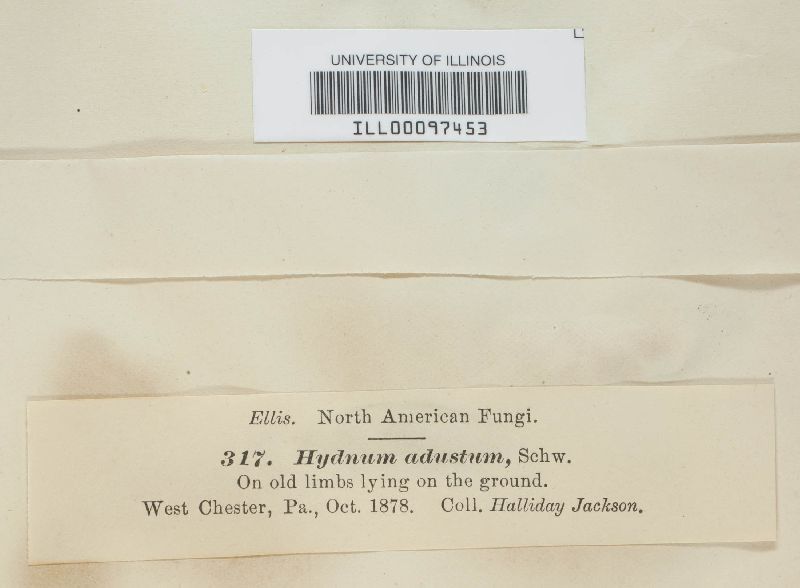 UNIVERSITY OF ILLINOIS
ILL00097453
Ellis. North American Fungi.
317. Hydnum adustum, Schw.
On old limbs lying on the ground.
West Chester, Pa., Oct. 1878. Coll. Halliday Jackson.